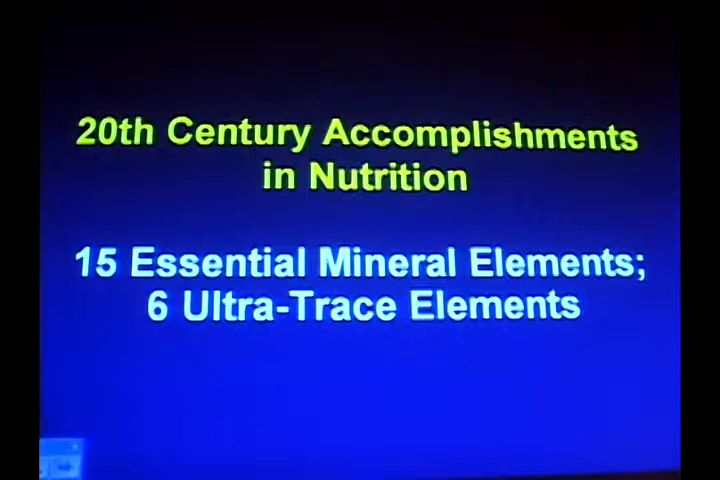 20th Century Accomplishments
in Nutrition
15 Essential Mineral Elements;
6 Ultra-Trace Elements